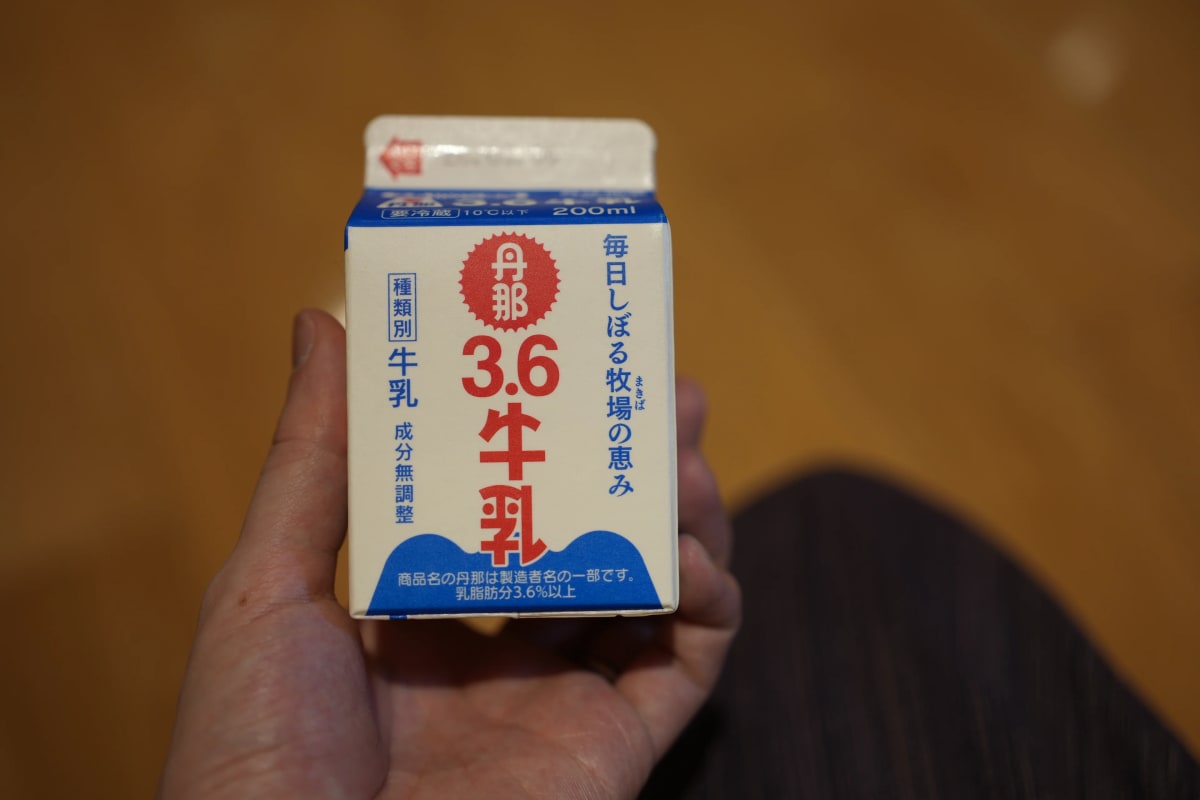 要冷蔵 10℃以下 200ml
毎日しぼる牧場の恵み
まきば
丹那
3.6
牛乳
種類別
牛乳
成分無調整
商品名の丹那は製造者名の一部です。
乳脂肪分3.6%以上